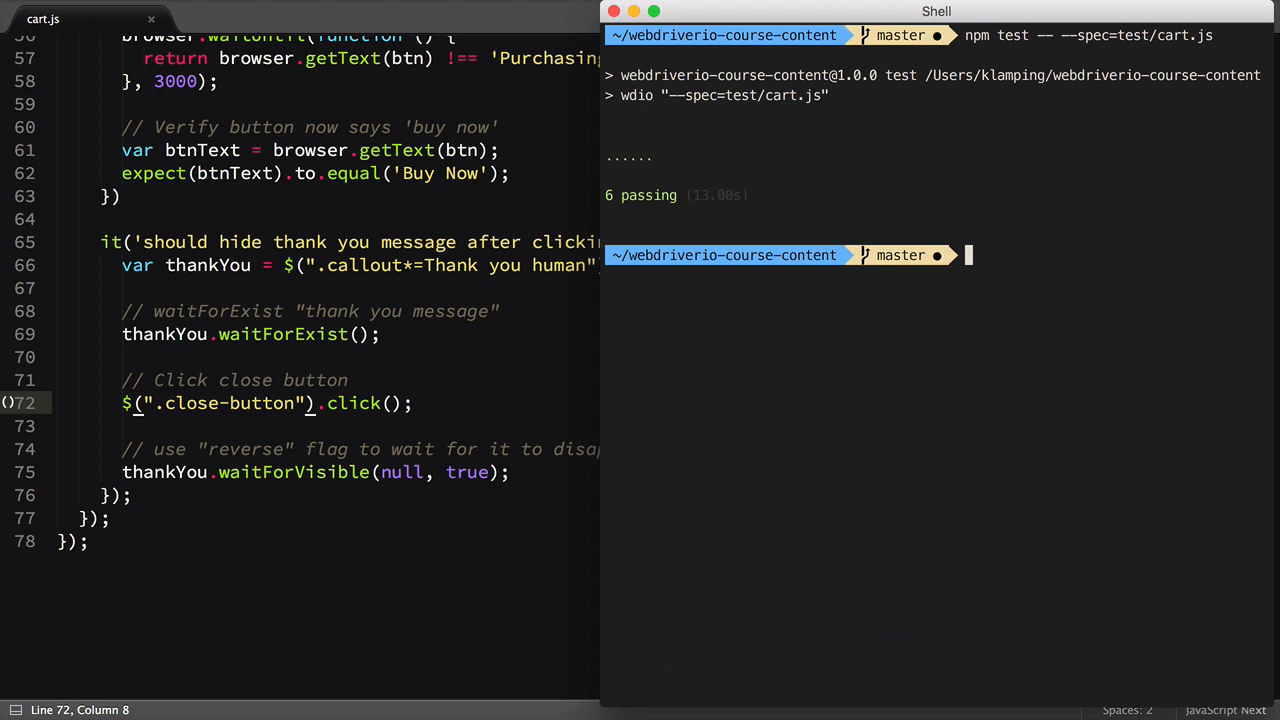 cart.js ×
56 browser.waitUntil(function () {
57 return browser.getText(btn) !== 'Purchasing
58 }, 3000);
59
60 // Verify button now says 'buy now'
61 var btnText = browser.getText(btn);
62 expect(btnText).to.equal('Buy Now');
63 })
64
65 it('should hide thank you message after clickin
66 var thankYou = $(".callout*=Thank you human")
67
68 // waitForExist "thank you message"
69 thankYou.waitForExist();
70
71 // Click close button
()72 $(".close-button").click();
73
74 // use "reverse" flag to wait for it to disap
75 thankYou.waitForVisible(null, true);
76 });
77 });
78 });
Line 72, Column 8
Shell
~/webdriverio-course-content master ● npm test -- --spec=test/cart.js
> webdriverio-course-content@1.0.0 test /Users/klamping/webdriverio-course-content
> wdio "--spec=test/cart.js"
......
6 passing (13.00s)
~/webdriverio-course-content master ●
Spaces: 2 JavaScript Next